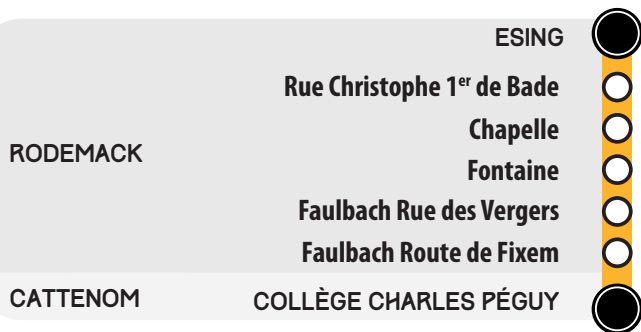 ESING
Rue Christophe 1er de Bade
Chapelle
RODEMACK
Fontaine
Faulbach Rue des Vergers
Faulbach Route de Fixem
CATTENOM COLLÈGE CHARLES PÉGUY